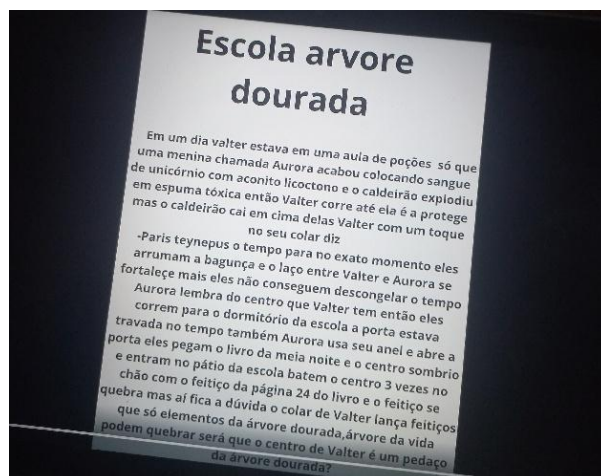 Escola arvore
dourada
Em um dia valter estava em uma aula de poções só que
uma menina chamada Aurora acabou colocando sangue
de unicórnio com aconito licoctono e o caldeirão explodiu
em espuma tóxica então Valter corre até ela é a protege
mas o caldeirão cai em cima delas Valter com um toque
no seu colar diz
-Paris teynepus o tempo para no exato momento eles
arrumam a bagunça e o laço entre Valter e Aurora se
fortaleçe mais eles não conseguem descongelar o tempo
Aurora lembra do centro que Valter tem então eles
correm para o dormitório da escola a porta estava
travada no tempo também Aurora usa seu anel e abre a
porta eles pegam o livro da meia noite e o centro sombrio
e entram no pátio da escola batem o centro 3 vezes no
chão com o feitiço da página 24 do livro e o feitiço se
quebra mas aí fica a dúvida o colar de Valter lança feitiços
que só elementos da árvore dourada,árvore da vida
podem quebrar será que o centro de Valter é um pedaço
da árvore dourada?